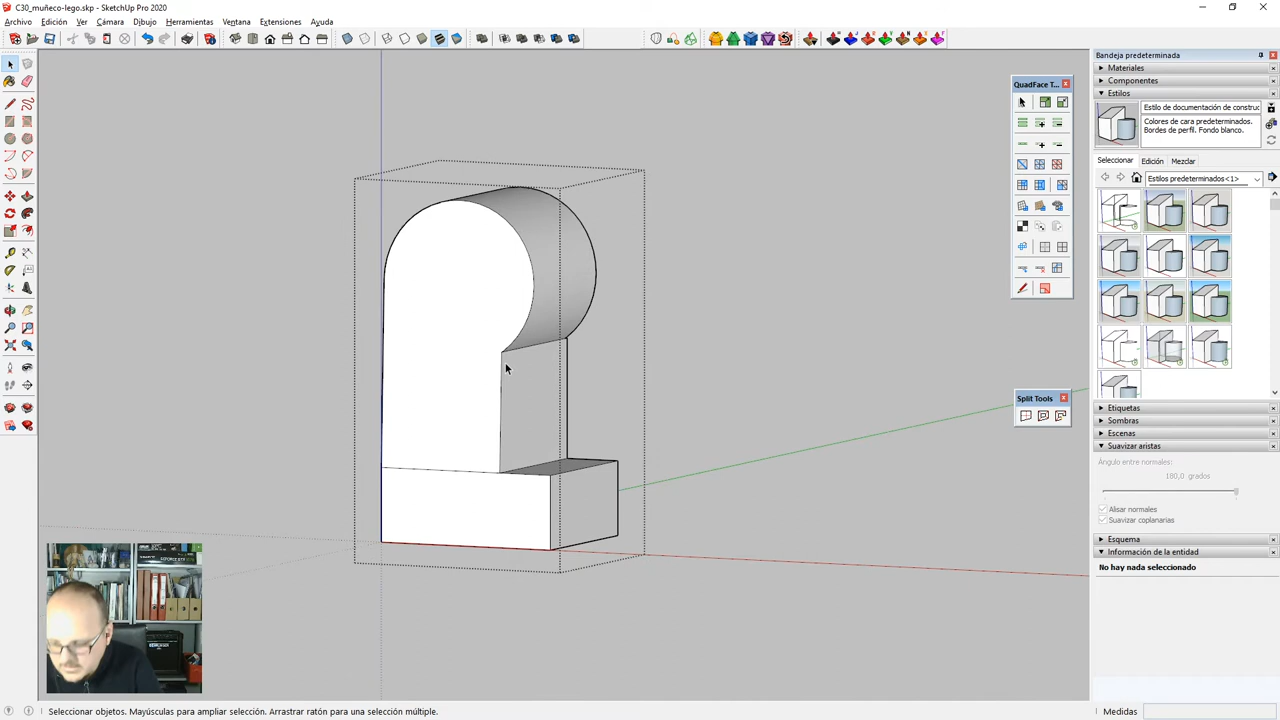 C30_muñeco-lego.skp - SketchUp Pro 2020
Archivo Edición Ver Cámara Dibujo Herramientas Ventana Extensiones Ayuda
QuadFace T...
Split Tools
Bandeja predeterminada
Materiales
Componentes
Estilos
Estilo de documentación de construc
Colores de cara predeterminados.
Bordes de perfil. Fondo blanco.
Seleccionar Edición Mezclar
Estilos predeterminados<1>
Etiquetas
Sombras
Escenas
Suavizar aristas
Ángulo entre normales: 180,0 grados
Alisar normales
Suavizar coplanarias
Esquema
Información de la entidad
No hay nada seleccionado
Seleccionar objetos. Mayúsculas para ampliar selección. Arrastrar ratón para una selección múltiple.
Medidas